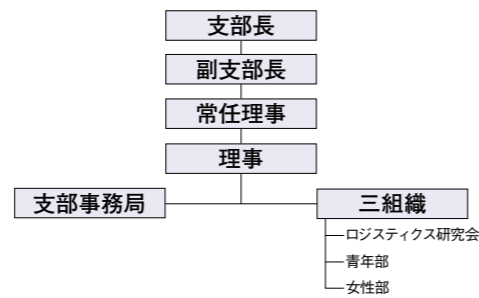 支部長
副支部長
常任理事
理事
支部事務局
三組織
ロジスティクス研究会
青年部
女性部